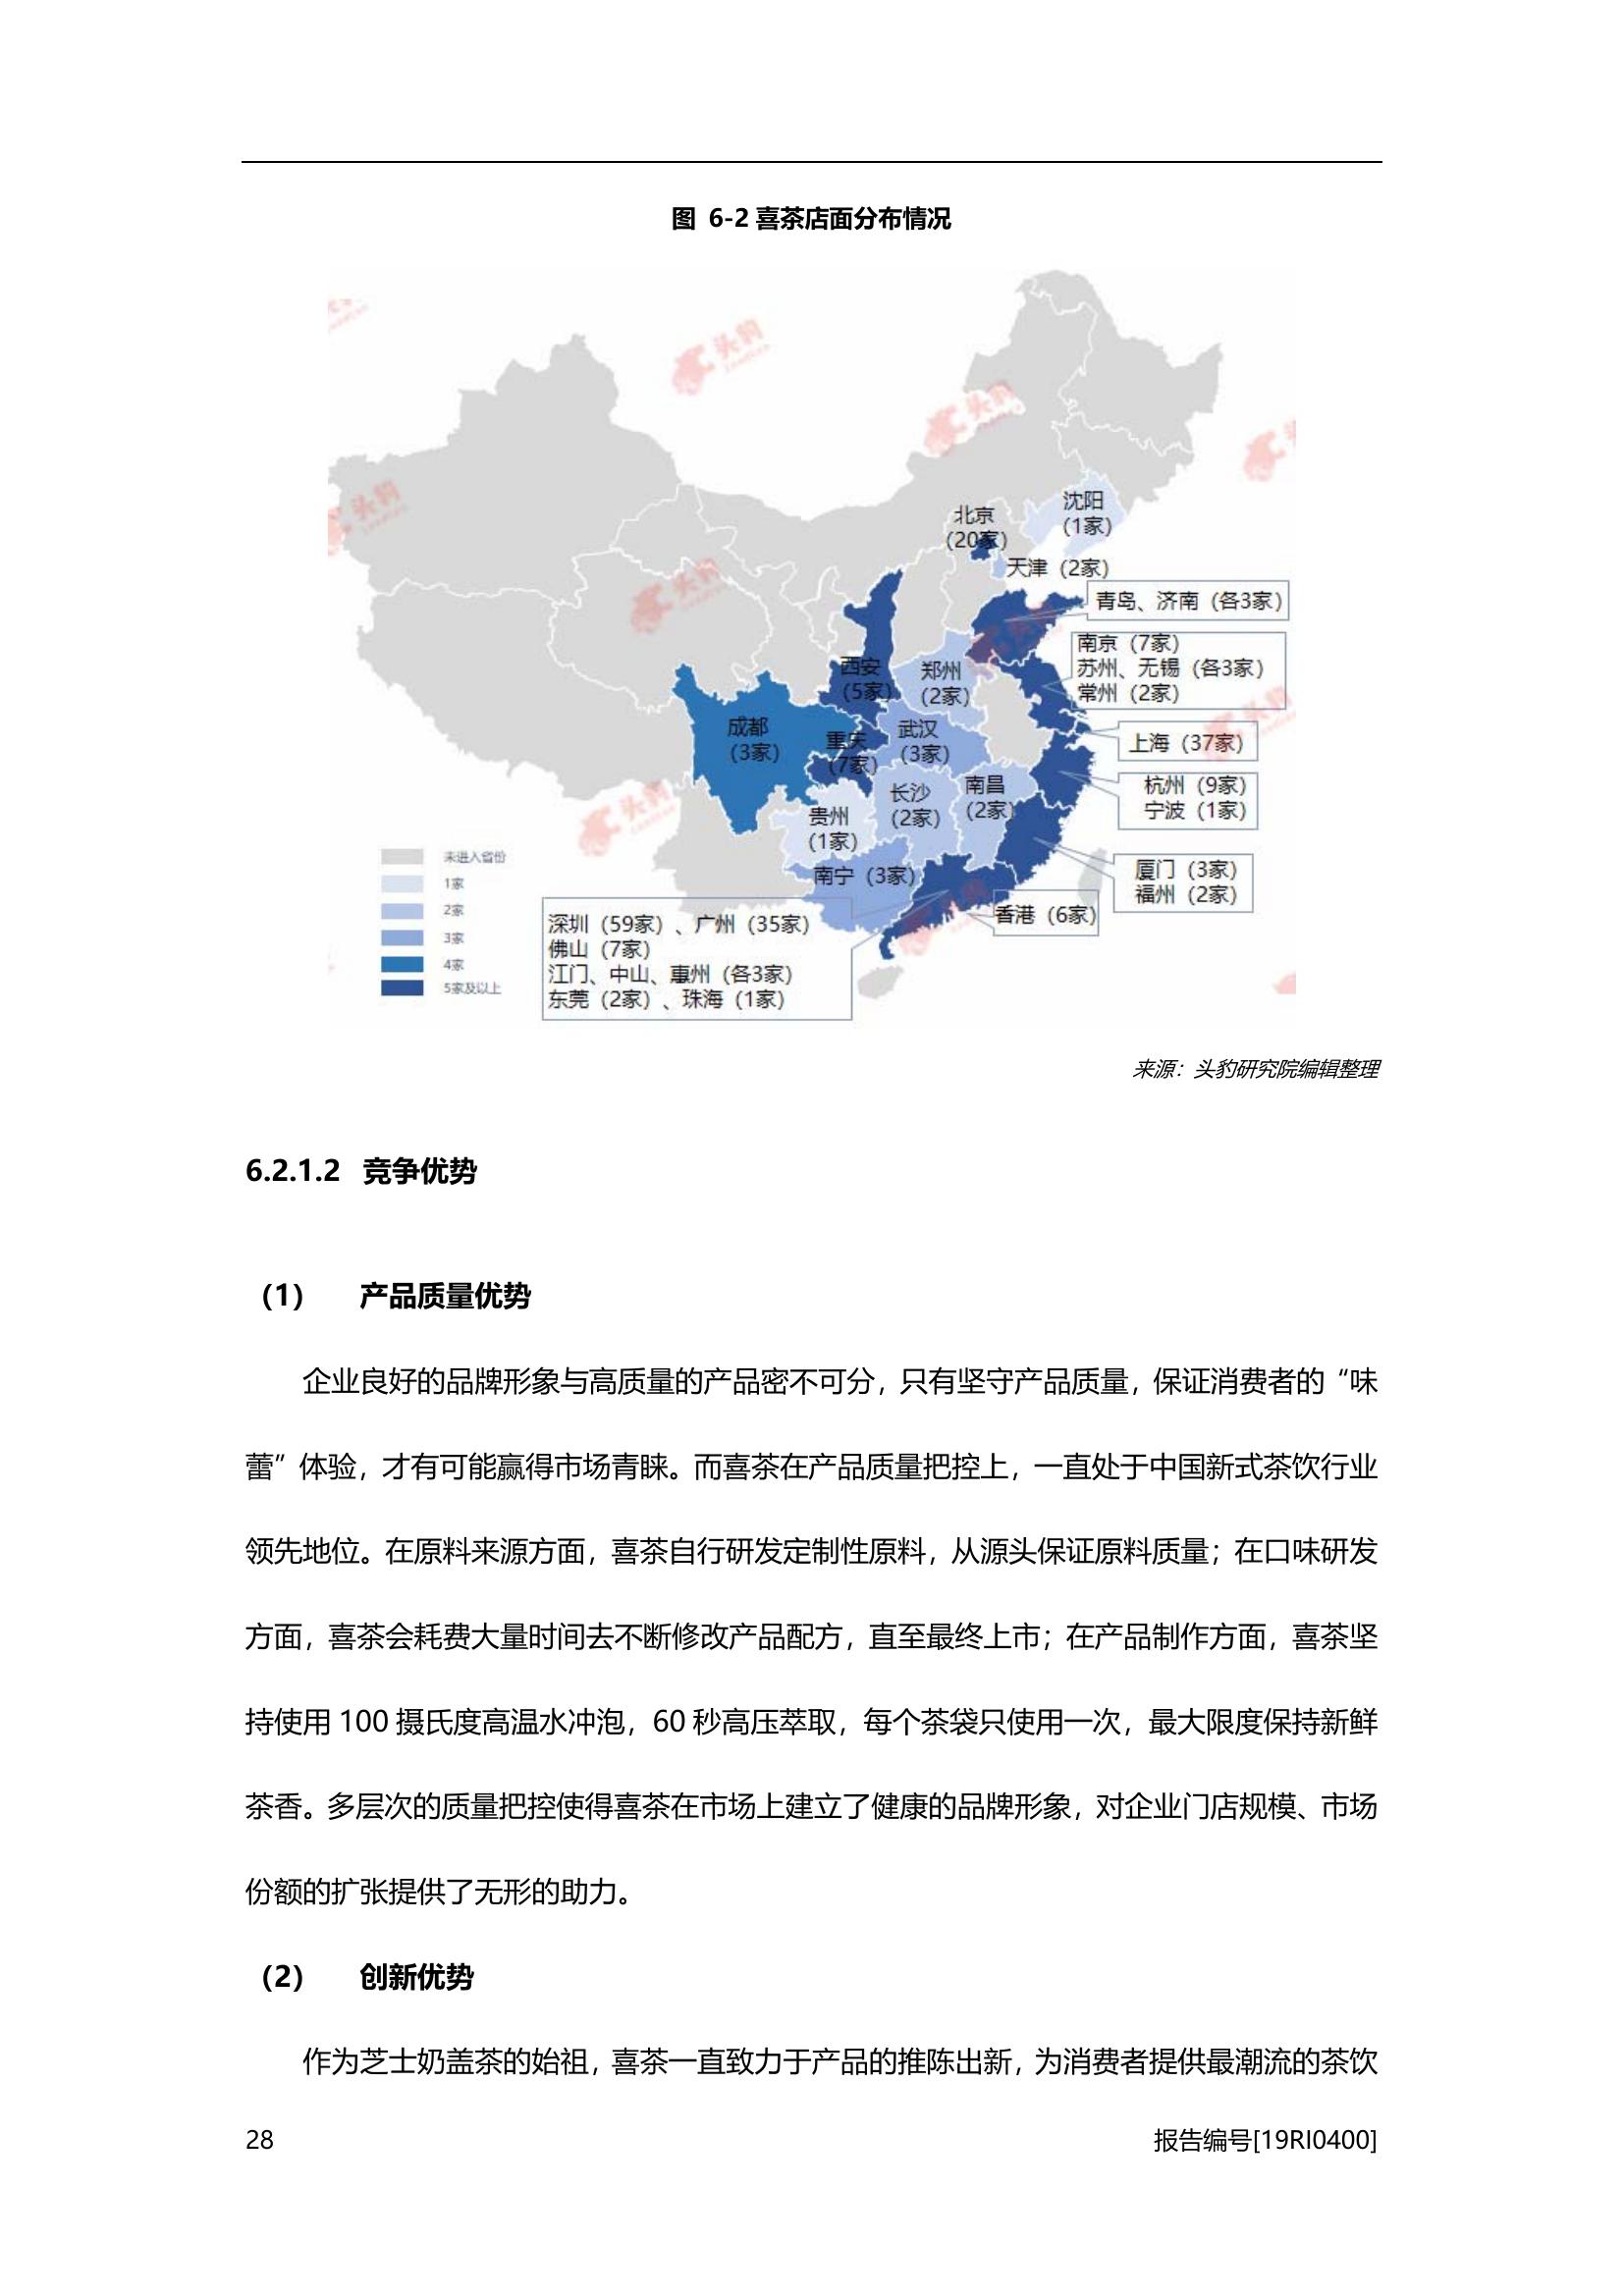 图 6-2 喜茶店面分布情况
头豹
头豹
头豹
头豹
头豹
头豹
沈阳
(1家)
北京
(20家)
天津（2家）
青岛、济南（各3家）
南京（7家）
苏州、无锡（各3家）
常州（2家）
西安
(5家)
郑州
(2家)
成都
(3家)
重庆
(7家)
武汉
(3家)
上海（37家）
杭州（9家）
宁波（1家）
长沙
(2家)
南昌
(2家)
贵州
(1家)
南宁（3家）
厦门（3家）
福州（2家）
香港（6家）
深圳（59家）、广州（35家）
佛山（7家）
江门、中山、惠州（各3家）
东莞（2家）、珠海（1家）
未进入省份
1家
2家
3家
4家
5家及以上
来源：头豹研究院编辑整理
6.2.1.2 竞争优势
（1） 产品质量优势
企业良好的品牌形象与高质量的产品密不可分，只有坚守产品质量，保证消费者的“味
蕾”体验，才有可能赢得市场青睐。而喜茶在产品质量把控上，一直处于中国新式茶饮行业
领先地位。在原料来源方面，喜茶自行研发定制性原料，从源头保证原料质量；在口味研发
方面，喜茶会耗费大量时间去不断修改产品配方，直至最终上市；在产品制作方面，喜茶坚
持使用 100 摄氏度高温水冲泡，60 秒高压萃取，每个茶袋只使用一次，最大限度保持新鲜
茶香。多层次的质量把控使得喜茶在市场上建立了健康的品牌形象，对企业门店规模、市场
份额的扩张提供了无形的助力。
（2） 创新优势
作为芝士奶盖茶的始祖，喜茶一直致力于产品的推陈出新，为消费者提供最潮流的茶饮
28
报告编号[19RI0400]